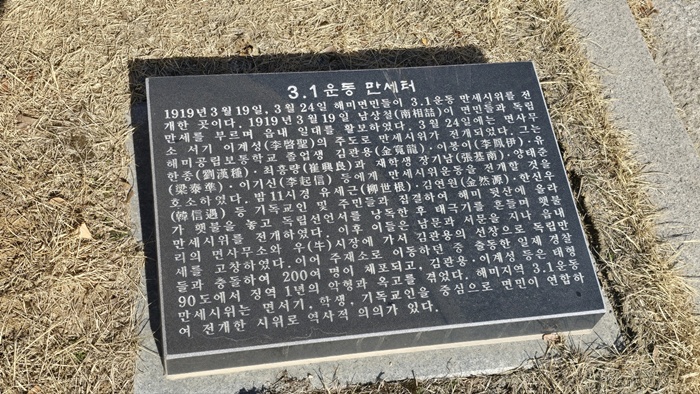 3.1운동 만세터
1919년 3월 19일, 3월 24일 해미면민들이 3.1운동 만세시위를 전
개한 곳이다. 1919년 3월 19일 남상철(南相喆)이 면민들과 독립
만세를 부르며 읍내 일대를 활보하였다. 3월 24일에는 면사무
소 서기 이계성(李啓聖)의 주도로 만세시위가 전개되었다. 그는
해미공립보통학교 졸업생 김관용(金寬龍)·이봉이(李鳳伊)·유
한종(劉漢種)·최흥량(崔興良)과 재학생 장기남(張基南)·양태준
(梁泰準)·이기신(李起信) 등에게 만세시위운동을 전개할 것을
호소하였다. 밤 11시경 유세근(柳世根)·김연원(金然源)·한신우
(韓信遇) 등 기독교인 및 주민들과 집결하여 해미 뒷산에 올라
가 횃불을 놓고 독립선언서를 낭독한 후 태극기를 흔들며 횃불
만세시위를 전개하였다. 이후 이들은 남문과 서문을 지나 읍내
리의 면사무소와 우(牛)시장에 가서 김관용의 선창으로 독립만
세를 고창하였다. 이어 주재소로 이동하던 중 출동한 일제 경찰
들과 충돌하여 200여 명이 체포되고, 김관용·이계성 등은 태형
90도에서 징역 1년의 악형과 옥고를 겪었다. 해미지역 3.1운동
만세시위는 면서기, 학생, 기독교인을 중심으로 면민이 연합하
여 전개한 시위로 역사적 의의가 있다.